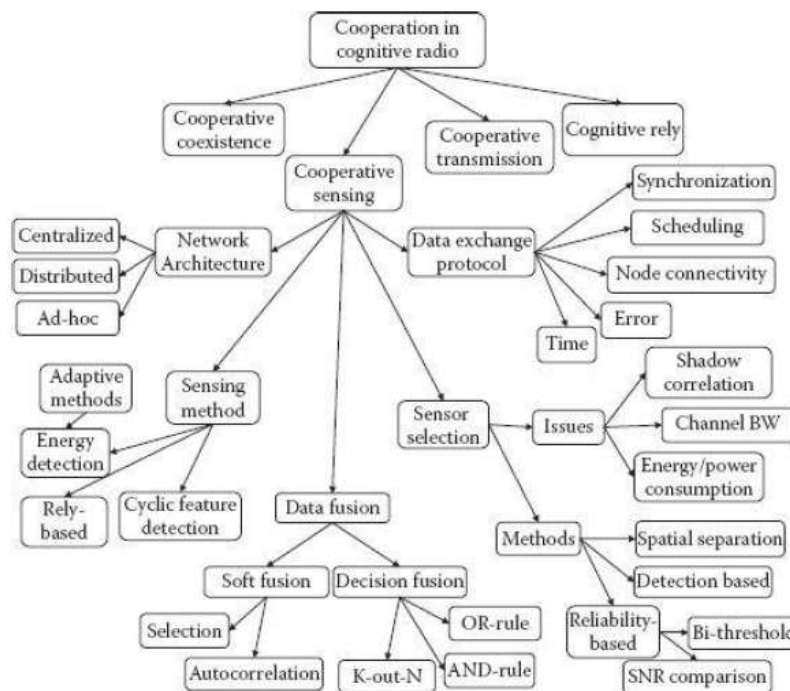 Cooperation in
cognitive radio
Cooperative
coexistence
Cooperative
transmission
Cognitive rely
Cooperative
sensing
Synchronization
Centralized
Network
Architecture
Data exchange
protocol
Scheduling
Distributed
Node connectivity
Ad-hoc
Error
Time
Adaptive
methods
Sensing
method
Shadow
correlation
Sensor
selection
Issues
Channel BW
Energy
detection
Energy/power
consumption
Rely-
based
Cyclic feature
detection
Data fusion
Methods
Spatial separation
Soft fusion
Decision fusion
Detection based
Selection
OR-rule
Reliability-
based
Bi-threshold
Autocorrelation
K-out-N
AND-rule
SNR comparison